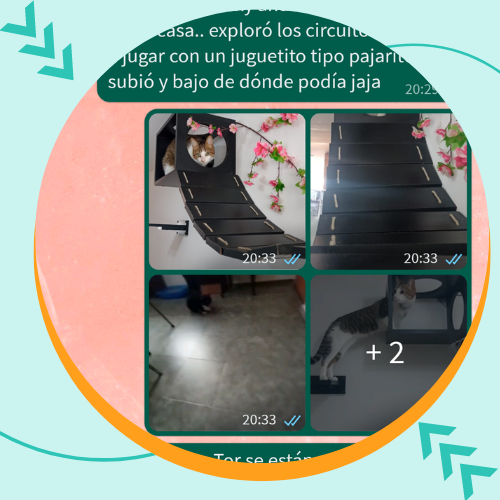 casa.. exploró los circuito
jugar con un juguetito tipo pajarit
subió y bajo de dónde podía jaja
20:25
20:33
20:33
20:33
+ 2
Tor se están